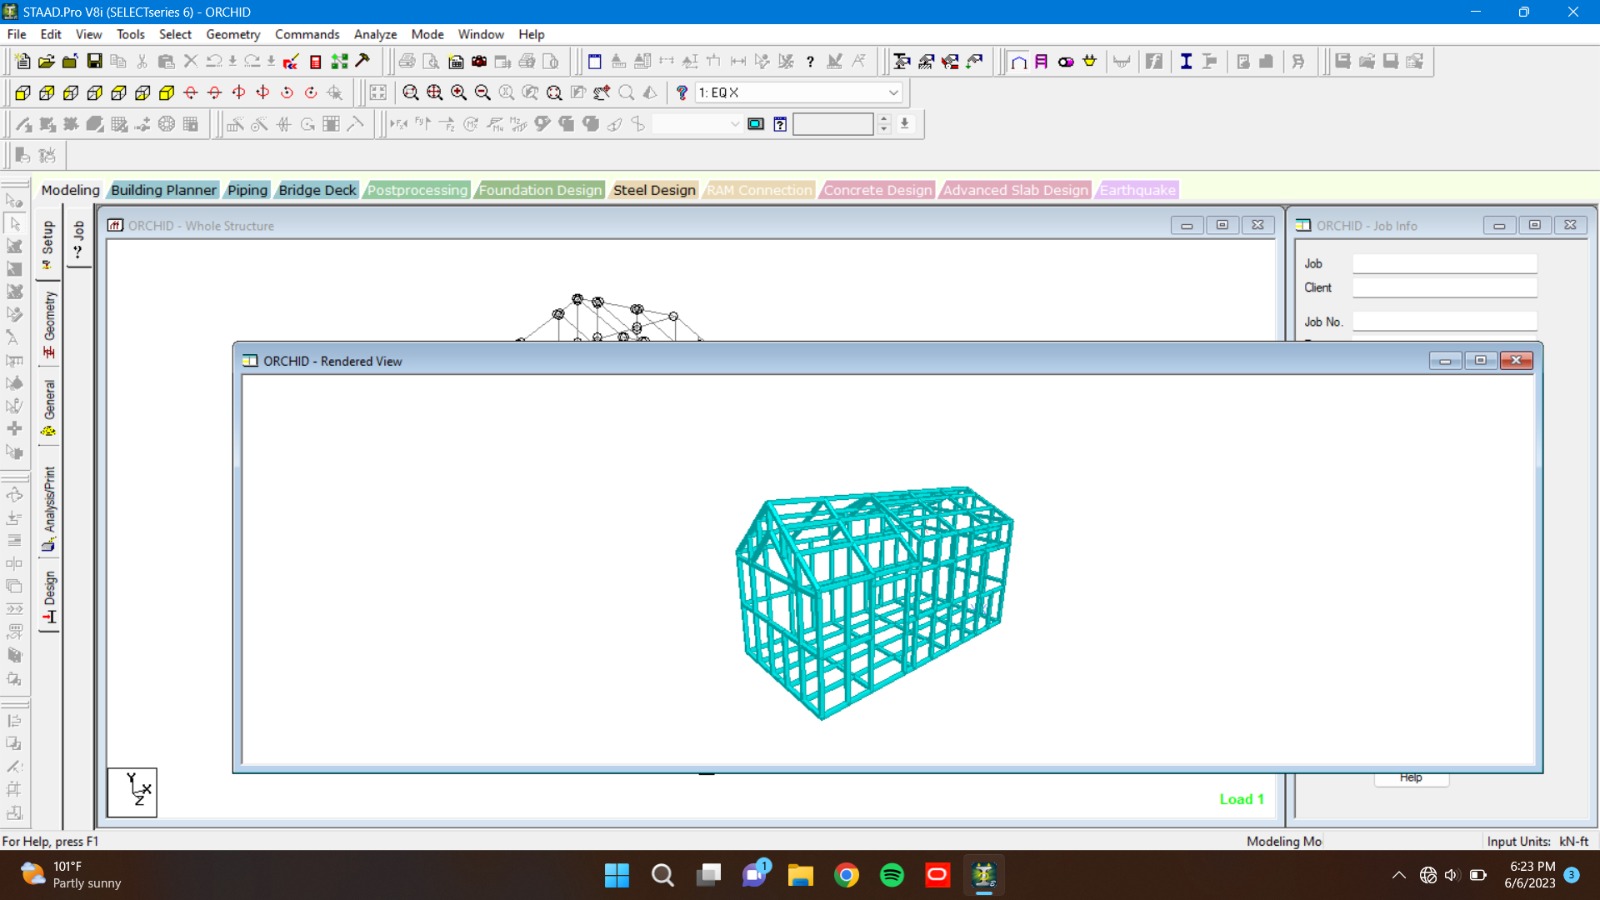 STAAD.Pro V8i (SELECTseries 6) - ORCHID
File Edit View Tools Select Geometry Commands Analyze Mode Window Help
1: EQ X
Modeling Building Planner Piping Bridge Deck Postprocessing Foundation Design Steel Design RAM Connection Concrete Design Advanced Slab Design Earthquake
Setup
Geometry
General
Analysis/Print
Design
Job
ORCHID - Whole Structure
ORCHID - Job Info
Job
Client
Job No.
ORCHID - Rendered View
Y
X
Z
Load 1
Help
For Help, press F1
Modeling Mo
Input Units: kN-ft
101°F
Partly sunny
1
6:23 PM
6/6/2023
3